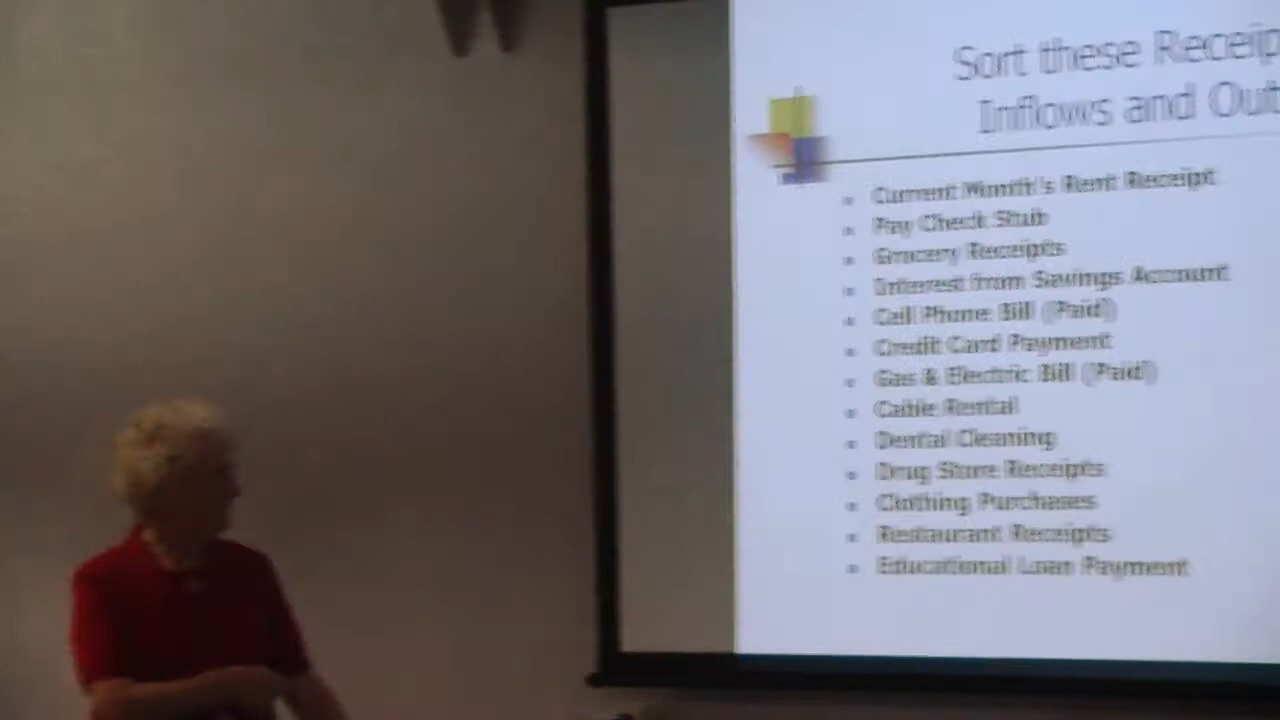 Sort these Receip
Inflows and Out
Current Month's Rent Receipt
Pay Check Stub
Grocery Receipts
Interest from Savings Account
Cell Phone Bill (Paid)
Credit Card Payment
Gas & Electric Bill (Paid)
Cable Rental
Dental Cleaning
Drug Store Receipts
Clothing Purchases
Restaurant Receipts
Educational Loan Payment